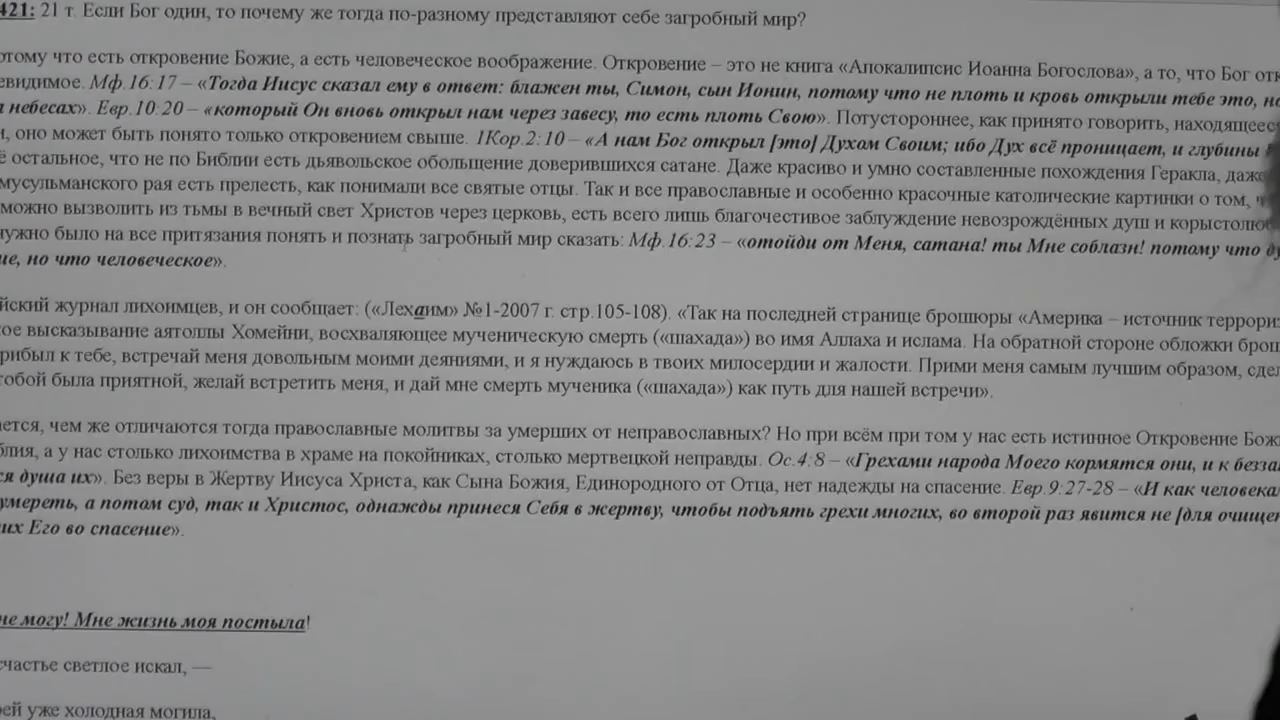 421: 21 т. Если Бог один, то почему же тогда по-разному представляют себе загробный мир?
отому что есть откровение Божие, а есть человеческое воображение. Откровение – это не книга «Апокалипсис Иоанна Богослова», а то, что Бог отк
евидимое. Мф.16:17 – «Тогда Иисус сказал ему в ответ: блажен ты, Симон, сын Ионин, потому что не плоть и кровь открыли тебе это, но
небесах». Евр.10:20 – «который Он вновь открыл нам через завесу, то есть плоть Свою». Потустороннее, как принято говорить, находящееся
и, оно может быть понято только откровением свыше. 1Кор.2:10 – «А нам Бог открыл [это] Духом Своим; ибо Дух всё проницает, и глубины
ё остальное, что не по Библии есть дьявольское обольщение доверившихся сатане. Даже красиво и умно составленные похождения Геракла, даже
мусульманского рая есть прелесть, как понимали все святые отцы. Так и все православные и особенно красочные католические картинки о том,
можно вызволить из тьмы в вечный свет Христов через церковь, есть всего лишь благочестивое заблуждение невозрождённых душ и корыстолюб
нужно было на все притязания понять и познать загробный мир сказать: Мф.16:23 – «отойди от Меня, сатана! ты Мне соблазн! потому что ду
ие, но что человеческое».
йский журнал лихоимцев, и он сообщает: («Лехаим» №1-2007 г. стр.105-108). «Так на последней странице брошюры «Америка – источник террори
ое высказывание аятоллы Хомейни, восхваляющее мученическую смерть («шахада») во имя Аллаха и ислама. На обратной стороне обложки брош
рибыл к тебе, встречай меня довольным моими деяниями, и я нуждаюсь в твоих милосердии и жалости. Прими меня самым лучшим образом, сдел
тобой была приятной, желай встретить меня, и дай мне смерть мученика («шахада») как путь для нашей встречи».
ается, чем же отличаются тогда православные молитвы за умерших от неправославных? Но при всём при том у нас есть истинное Откровение Бож
блия, а у нас столько лихоимства в храме на покойниках, столько мертвецкой неправды. Ос.4:8 – «Грехами народа Моего кормятся они, и к безза
ся душа их». Без веры в Жертву Иисуса Христа, как Сына Божия, Единородного от Отца, нет надежды на спасение. Евр.9:27-28 – «И как человека
умереть, а потом суд, так и Христос, однажды принеся Себя в жертву, чтобы подъять грехи многих, во второй раз явится не [для очищен
их Его во спасение».
не могу! Мне жизнь моя постыла!
счастье светлое искал, —
ей уже холодная могила,